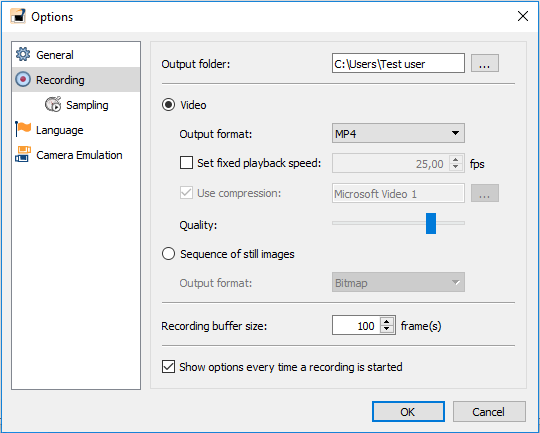 Options
General
Recording
Sampling
Language
Camera Emulation
Output folder: C:\Users\Test user ...
Video
Output format: MP4
Set fixed playback speed: 25,00 fps
Use compression: Microsoft Video 1 ...
Quality:
Sequence of still images
Output format: Bitmap
Recording buffer size: 100 frame(s)
Show options every time a recording is started
OK Cancel